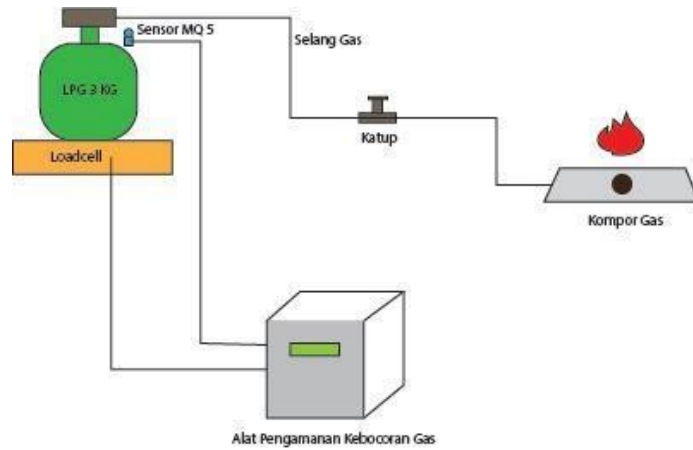 Sensor MQ 5
Selang Gas
LPG 3 KG
Katup
Loadcell
Kompor Gas
Alat Pengamanan Kebocoran Gas